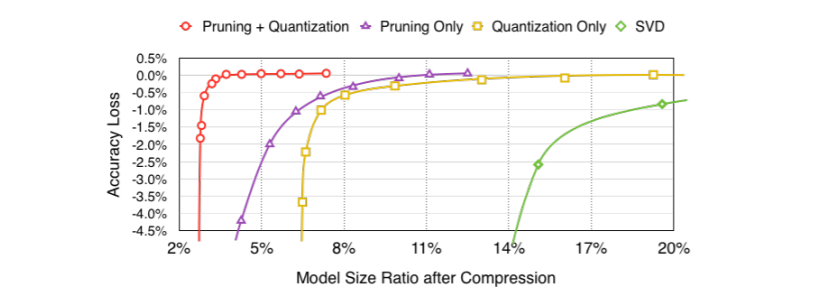 Pruning + Quantization Pruning Only Quantization Only SVD
0.5%
0.0%
-0.5%
-1.0%
-1.5%
-2.0%
-2.5%
-3.0%
-3.5%
-4.0%
-4.5%
Accuracy Loss
2% 5% 8% 11% 14% 17% 20%
Model Size Ratio after Compression